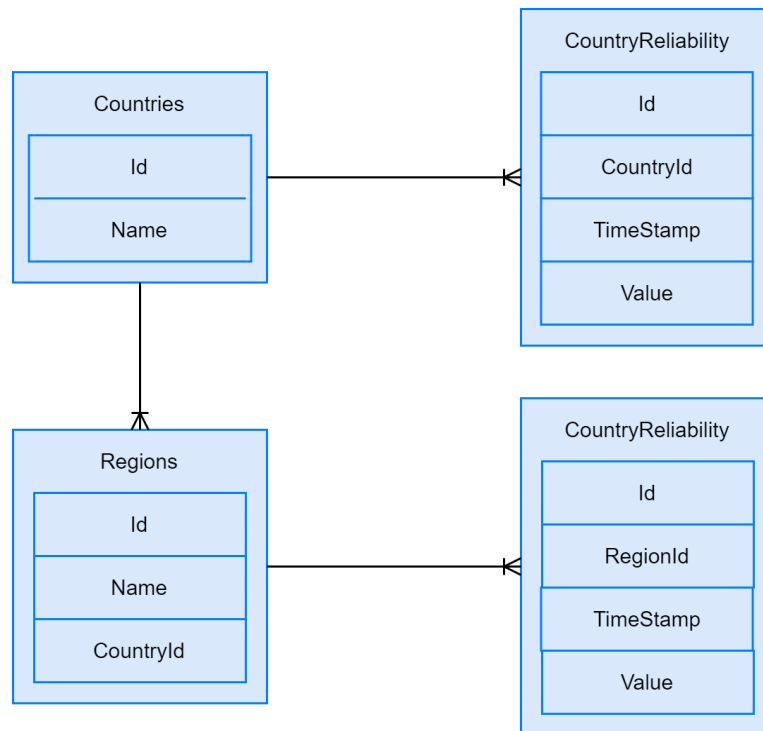 Countries
Id
Name
CountryReliability
Id
CountryId
TimeStamp
Value
Regions
Id
Name
CountryId
CountryReliability
Id
RegionId
TimeStamp
Value